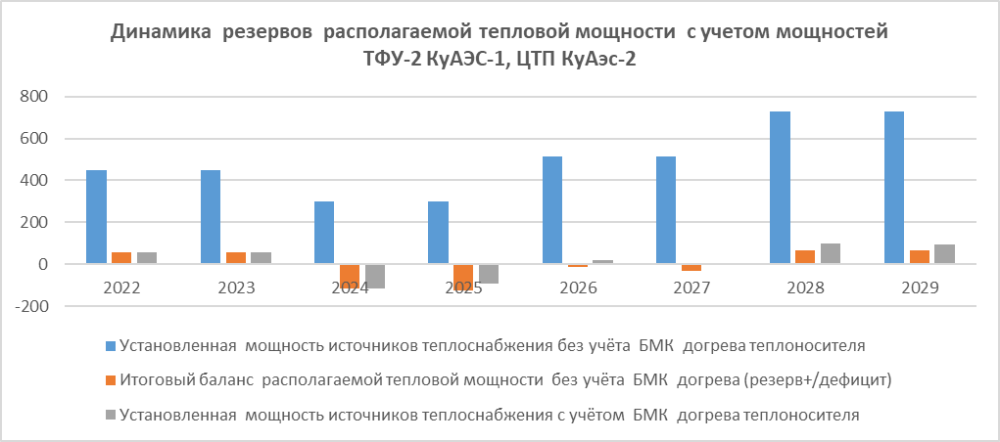 Динамика резервов располагаемой тепловой мощности с учетом мощностей
ТФУ-2 КуАЭС-1, ЦТП КуАэс-2
800
600
400
200
0
-200
2022
2023
2024
2025
2026
2027
2028
2029
Установленная мощность источников теплоснабжения без учёта БМК догрева теплоносителя
Итоговый баланс располагаемой тепловой мощности без учёта БМК догрева (резерв+/дефицит)
Установленная мощность источников теплоснабжения с учётом БМК догрева теплоносителя